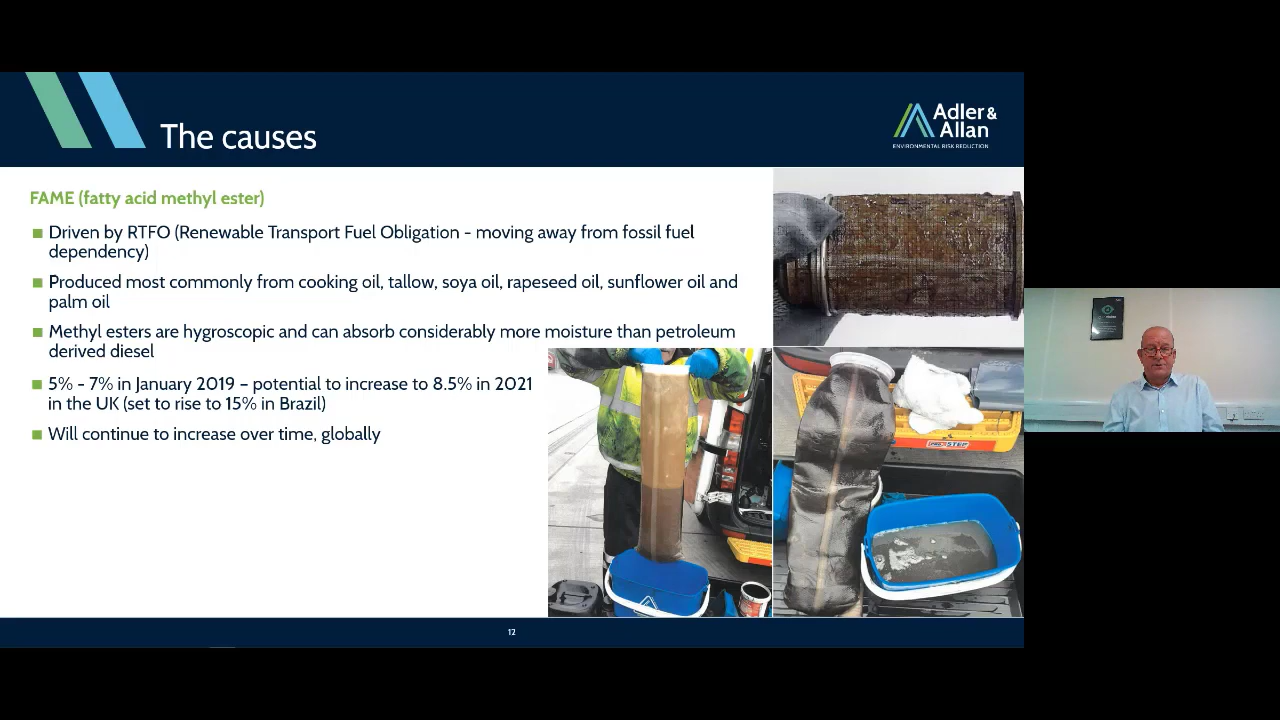 The causes
Adler &
Allan
ENVIRONMENTAL RISK REDUCTION
FAME (fatty acid methyl ester)
Driven by RTFO (Renewable Transport Fuel Obligation - moving away from fossil fuel
dependency)
Produced most commonly from cooking oil, tallow, soya oil, rapeseed oil, sunflower oil and
palm oil
Methyl esters are hygroscopic and can absorb considerably more moisture than petroleum
derived diesel
5% - 7% in January 2019 – potential to increase to 8.5% in 2021
in the UK (set to rise to 15% in Brazil)
Will continue to increase over time, globally
STEP
12